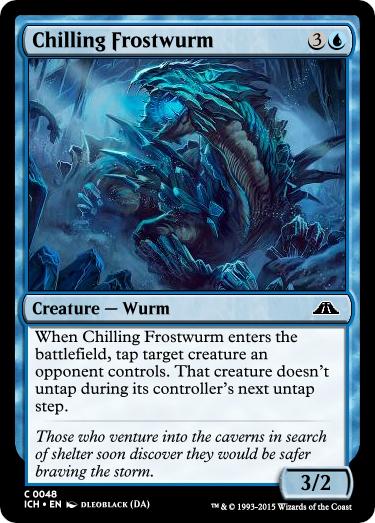 Chilling Frostwurm 3
Creature — Wurm
When Chilling Frostwurm enters the
battlefield, tap target creature an
opponent controls. That creature doesn't
untap during its controller's next untap
step.
Those who venture into the caverns in search
of shelter soon discover they would be safer
braving the storm.
3/2
C 0048
ICH • EN DLEOBLACK (DA)
™ & © 1993-2015 Wizards of the Coast